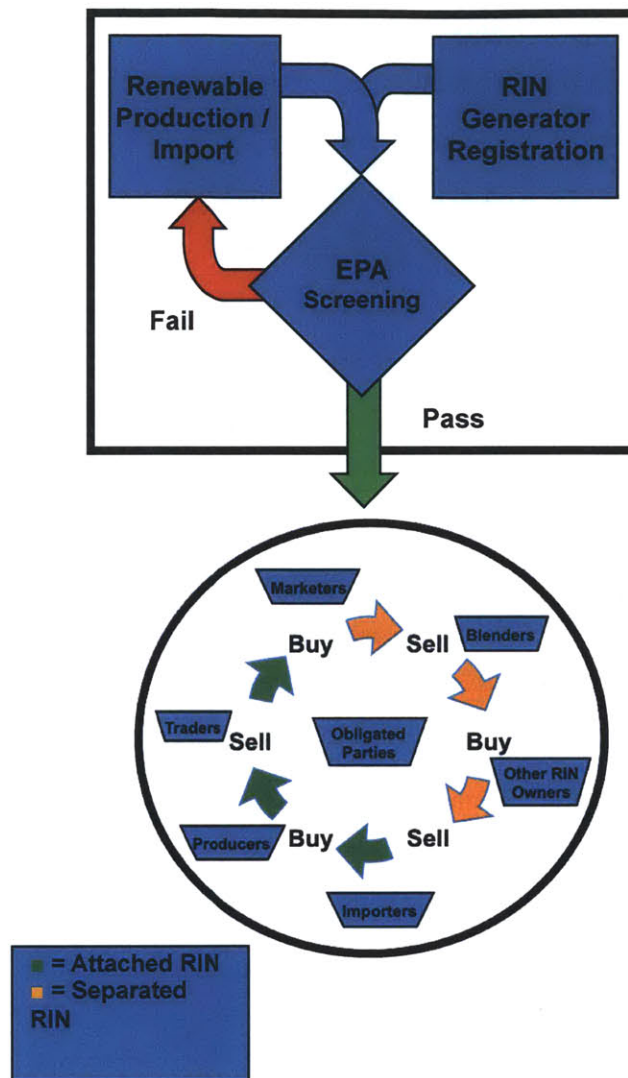 Renewable
Production /
Import
RIN
Generator
Registration
EPA
Screening
Fail
Pass
Marketers
Buy
Sell
Blenders
Traders
Sell
Obligated
Parties
Buy
Other RIN
Owners
Producers
Buy
Sell
Importers
= Attached RIN
= Separated
RIN